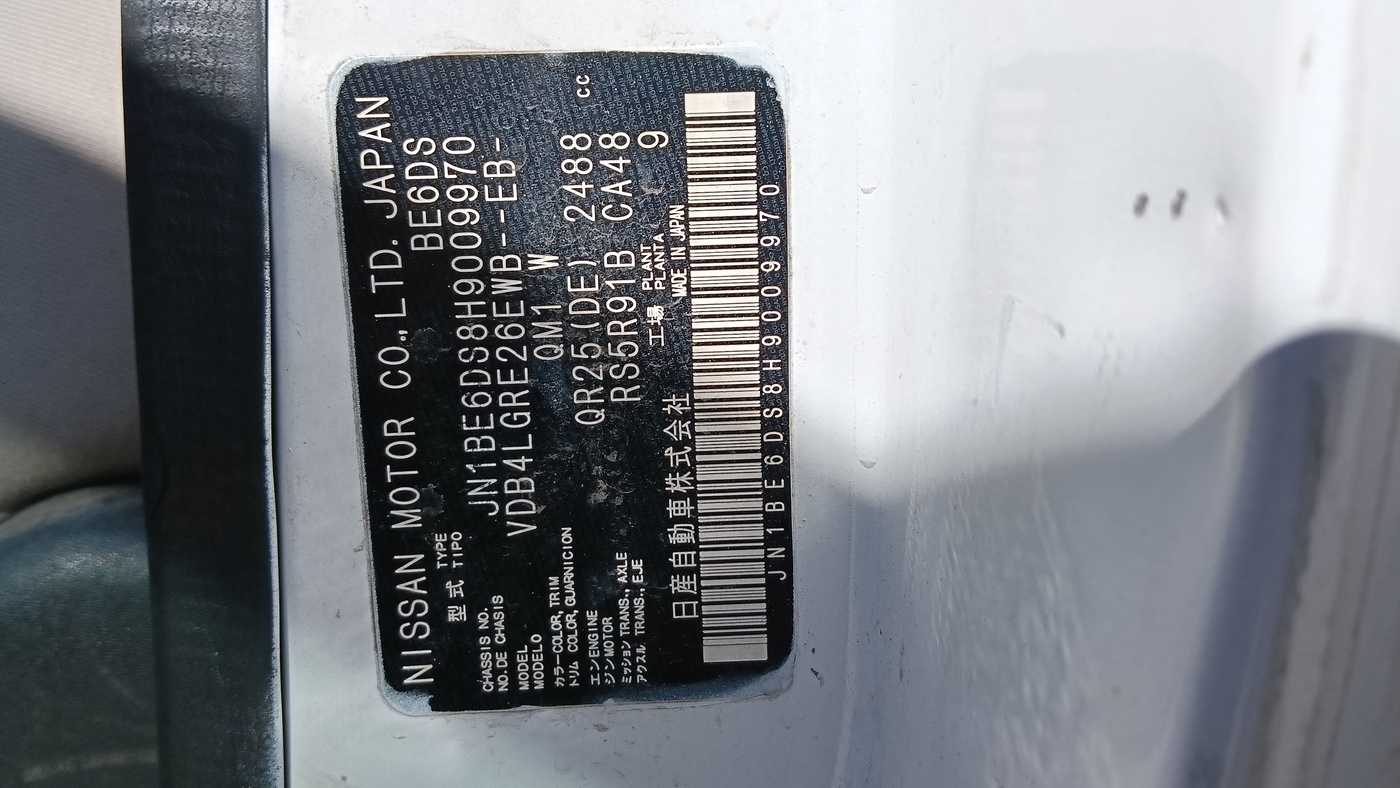 NISSAN MOTOR CO.,LTD. JAPAN
型式 TYPE TIPO BE6DS
CHASSIS NO. NO.DE CHASIS JN1BE6DS8H9009970
MODEL MODELO VDB4LGRE26EWB--EB-
カラー COLOR, TRIM トリム COLOR, GUARNICION QM1 W
エンジン ENGINE MOTOR QR25(DE) 2488 cc
ミッション TRANS., AXLE アクスル TRANS., EJE RS5R91B CA48
工場 PLANT PLANTA 9
日産自動車株式会社 MADE IN JAPAN
JN1BE6DS8H9009970